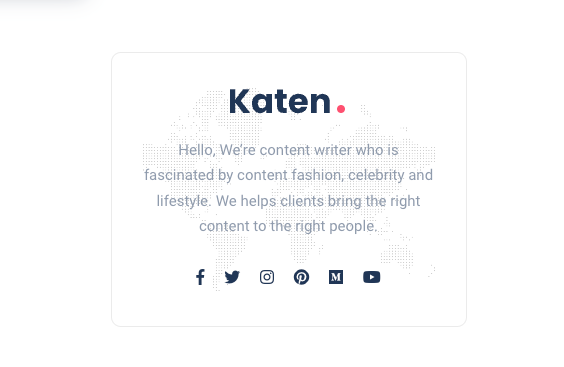 Katen.
Hello, We're content writer who is
fascinated by content fashion, celebrity and
lifestyle. We helps clients bring the right
content to the right people.